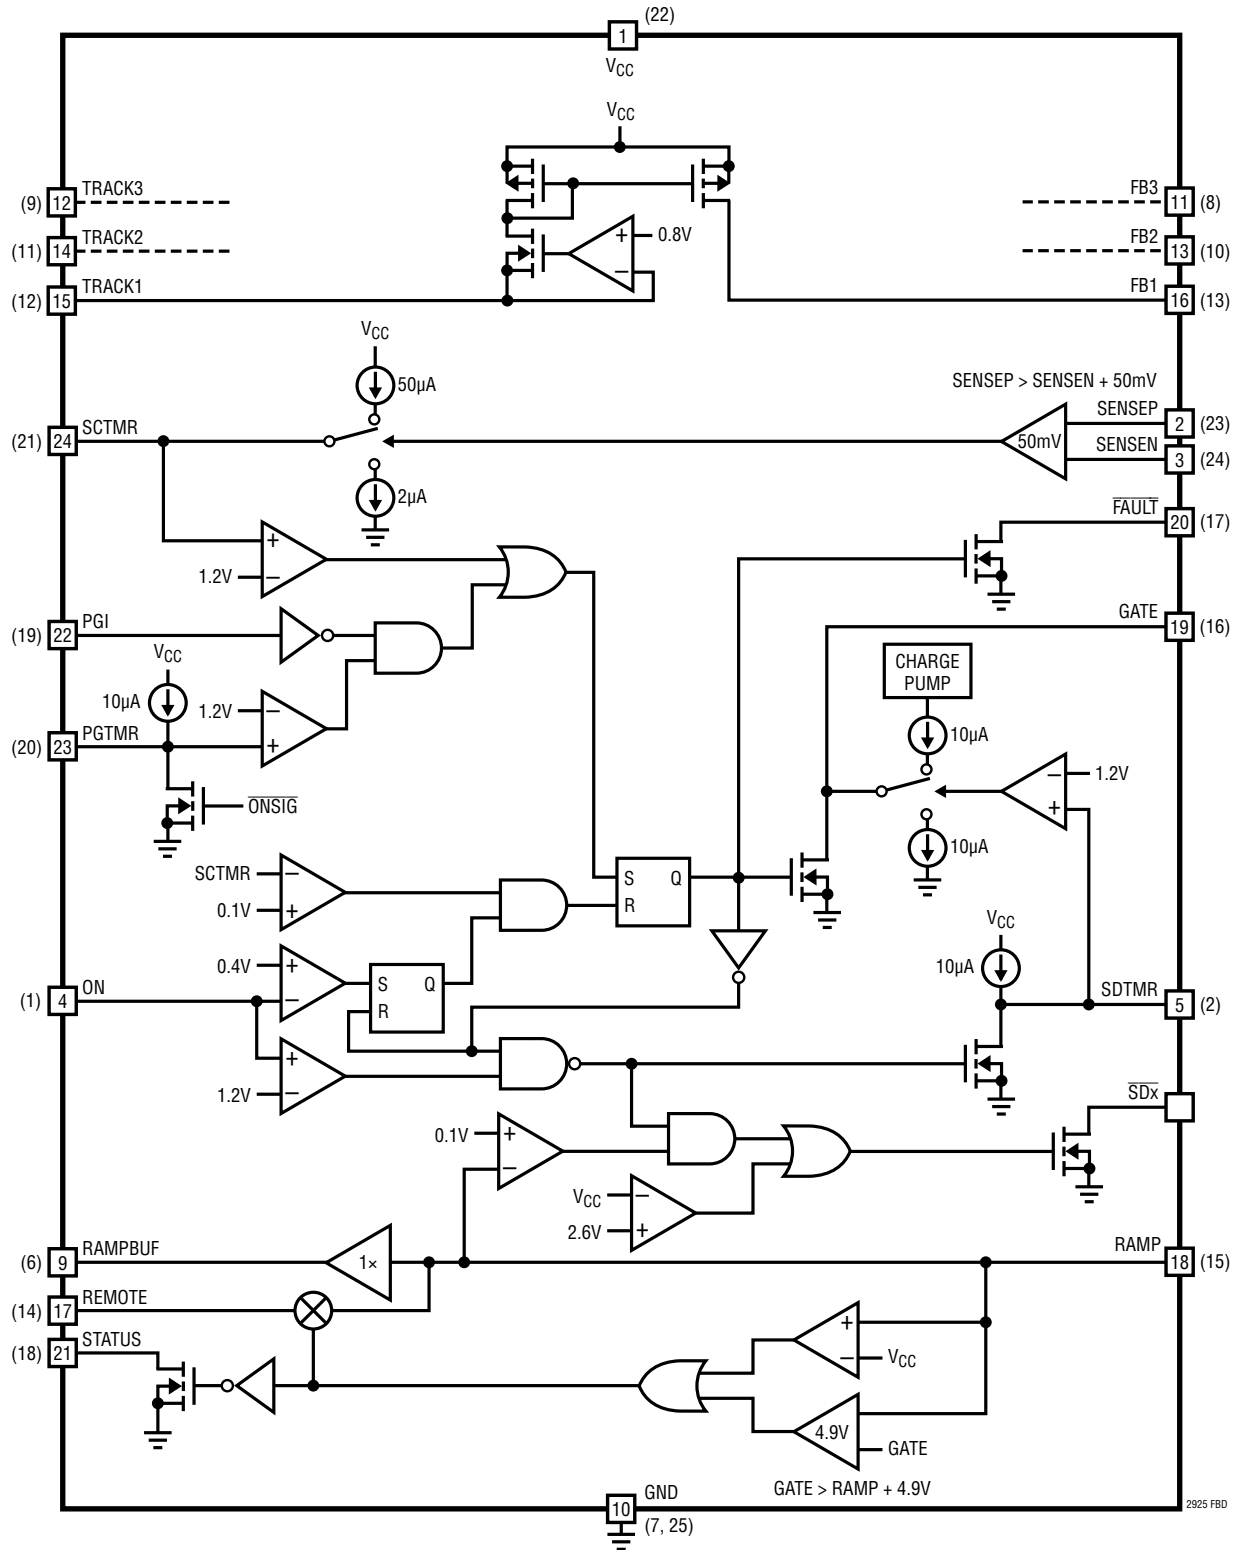 (22)
1
VCC
VCC
TRACK3
(9) 12
TRACK2
(11) 14
TRACK1
(12) 15
+
0.8V
−
FB3
11 (8)
FB2
13 (10)
FB1
16 (13)
VCC
50µA
SENSEP > SENSEN + 50mV
SCTMR
(21) 24
50mV
SENSEP
2 (23)
SENSEN
3 (24)
2µA
FAULT
20 (17)
+
1.2V −
PGI
(19) 22
GATE
19 (16)
VCC
10µA
1.2V −
+
PGTMR
(20) 23
ONSIG
CHARGE
PUMP
10µA
− 1.2V
+
10µA
SCTMR −
0.1V +
S Q
R
0.4V +
−
ON
(1) 4
S Q
R
VCC
10µA
SDTMR
5 (2)
+
1.2V −
SDx
0.1V +
−
VCC −
2.6V +
RAMPBUF
(6) 9
1×
RAMP
18 (15)
REMOTE
(14) 17
STATUS
(18) 21
+
− VCC
4.9V
GATE
GATE > RAMP + 4.9V
10
GND
(7, 25)
2925 FBD